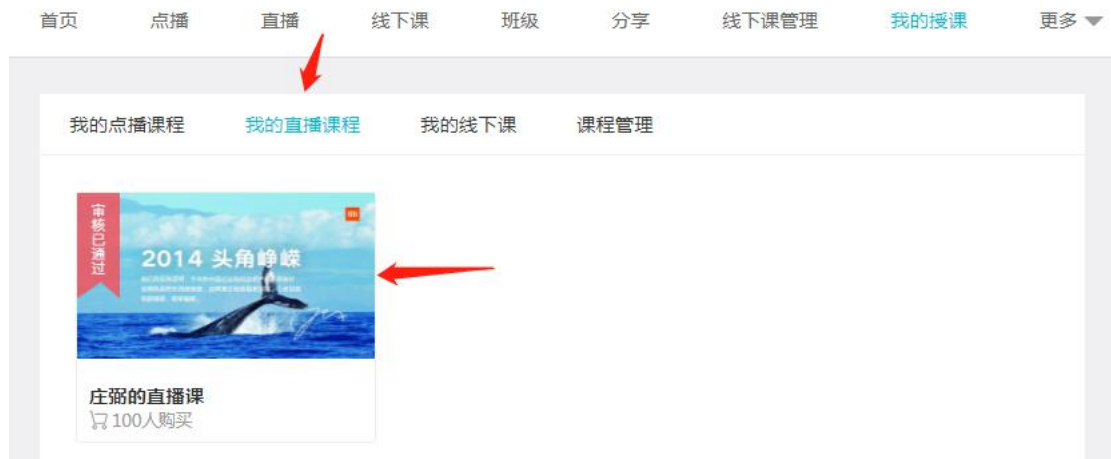 首页 点播 直播 线下课 班级 分享 线下课管理 我的授课 更多
我的点播课程 我的直播课程 我的线下课 课程管理
审核已通过
2014 头角峥嵘
庄弼的直播课
100人购买